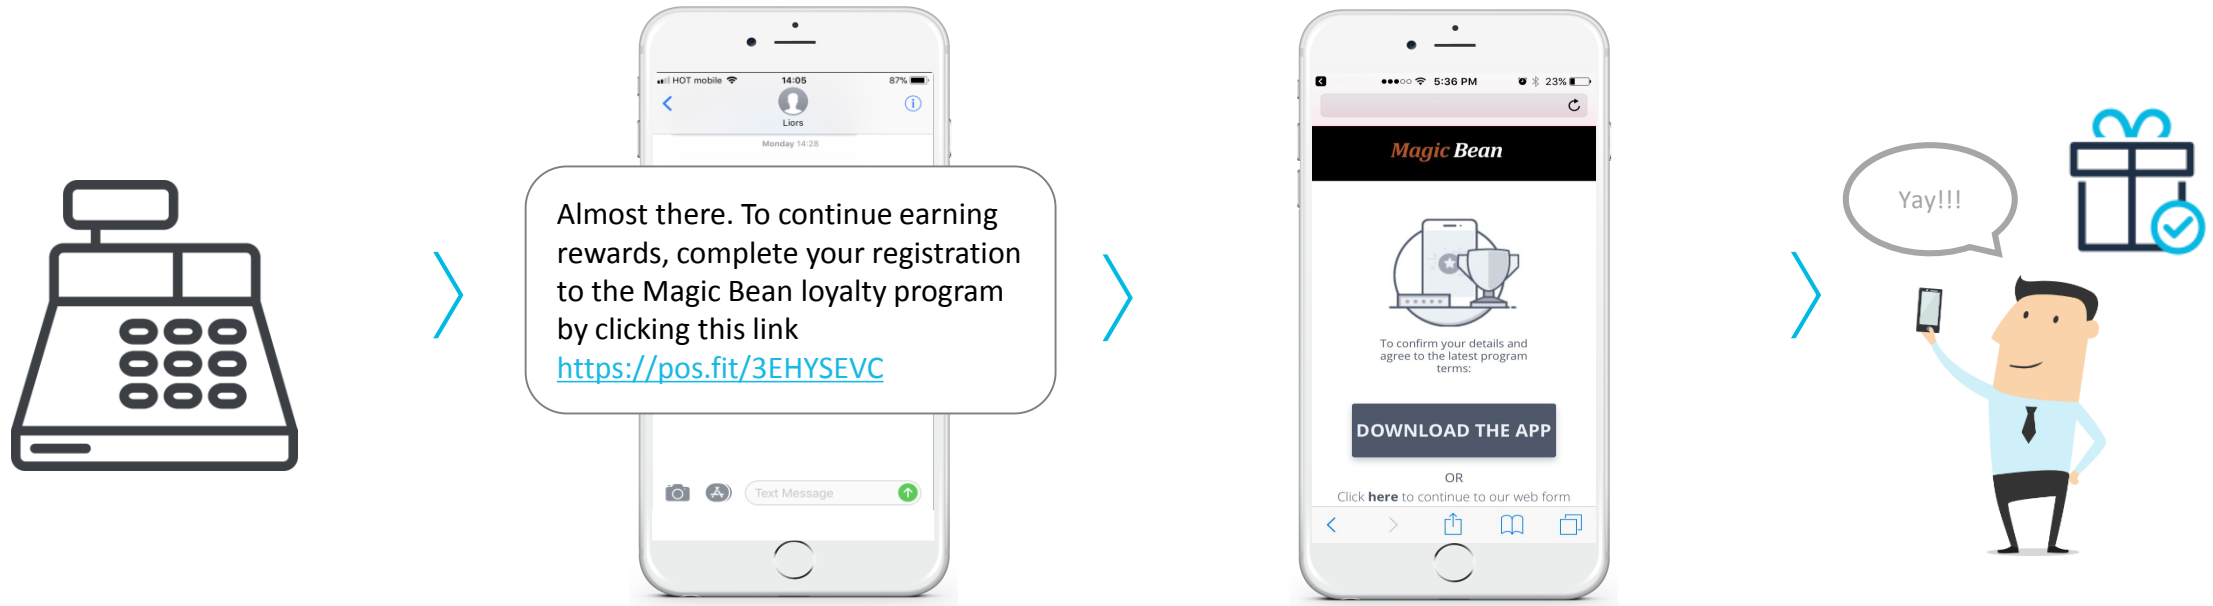 HOT mobile 14:05 87%
Liors
Monday 14:28
Almost there. To continue earning
rewards, complete your registration
to the Magic Bean loyalty program
by clicking this link
https://pos.fit/3EHYSEVC
Text Message
5:36 PM 23%
Magic Bean
To confirm your details and
agree to the latest program
terms:
DOWNLOAD THE APP
OR
Click here to continue to our web form
Yay!!!